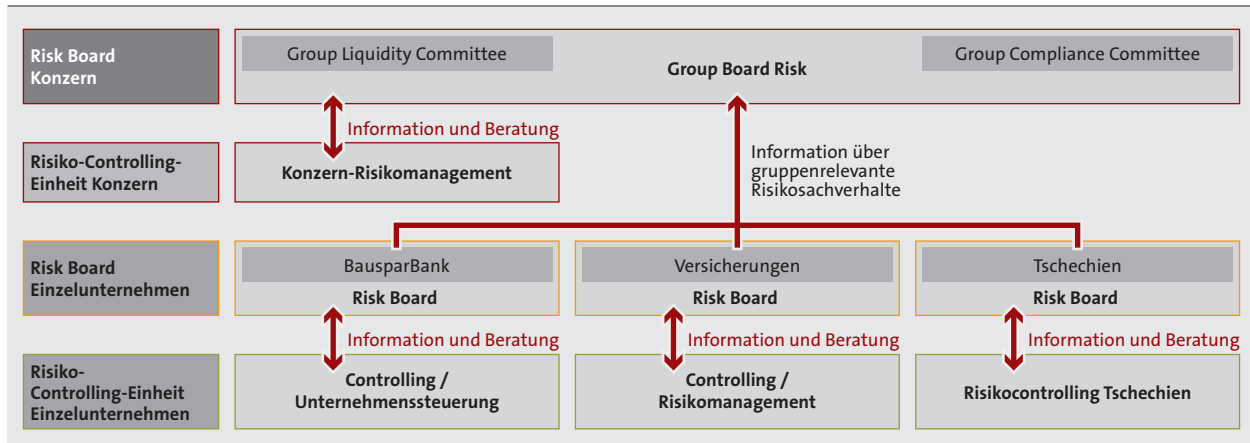 Risk Board
Konzern
Group Liquidity Committee
Group Board Risk
Group Compliance Committee
Information und Beratung
Risiko-Controlling-
Einheit Konzern
Konzern-Risikomanagement
Information über
gruppenrelevante
Risikosachverhalte
Risk Board
Einzelunternehmen
BausparBank
Risk Board
Versicherungen
Risk Board
Tschechien
Risk Board
Information und Beratung
Information und Beratung
Information und Beratung
Risiko-
Controlling-Einheit
Einzelunternehmen
Controlling /
Unternehmenssteuerung
Controlling /
Risikomanagement
Risikocontrolling Tschechien